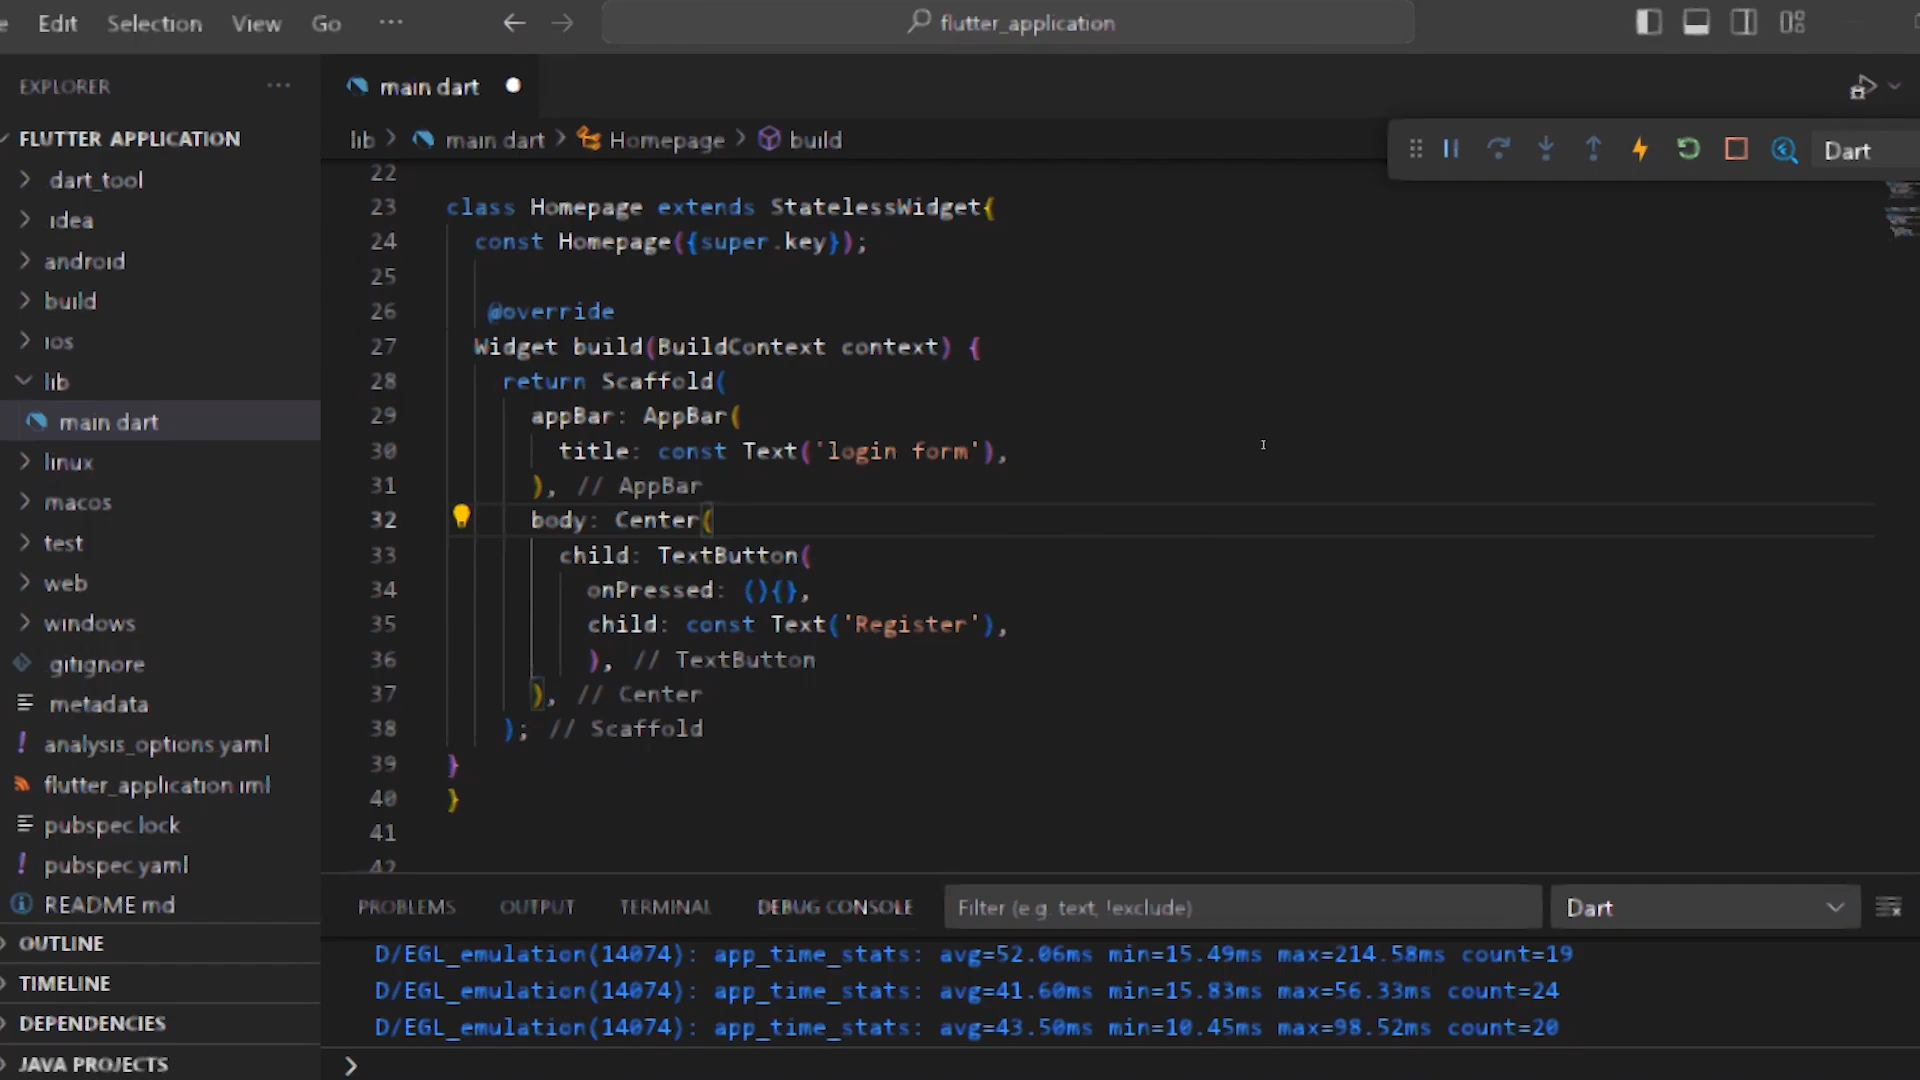 Edit Selection View Go ...
flutter_application
EXPLORER ...
FLUTTER APPLICATION
dart_tool
idea
android
build
ios
lib
main dart
linux
macos
test
web
windows
gitignore
metadata
analysis_options yaml
flutter_application iml
pubspec lock
pubspec yaml
README md
OUTLINE
TIMELINE
DEPENDENCIES
JAVA PROJECTS
main dart
lib > main dart > Homepage > build
Dart
22
23 class Homepage extends StatelessWidget{
24 const Homepage({super.key});
25
26 @override
27 Widget build(BuildContext context) {
28 return Scaffold(
29 appBar: AppBar(
30 title: const Text('login form'),
31 ), // AppBar
32 body: Center(
33 child: TextButton(
34 onPressed: (){},
35 child: const Text('Register'),
36 ), // TextButton
37 ), // Center
38 ); // Scaffold
39 }
40 }
41
42
PROBLEMS OUTPUT TERMINAL DEBUG CONSOLE Filter (e.g. text, !exclude) Dart
D/EGL_emulation(14074): app_time_stats: avg=52.06ms min=15.49ms max=214.58ms count=19
D/EGL_emulation(14074): app_time_stats: avg=41.60ms min=15.83ms max=56.33ms count=24
D/EGL_emulation(14074): app_time_stats: avg=43.50ms min=10.45ms max=98.52ms count=20